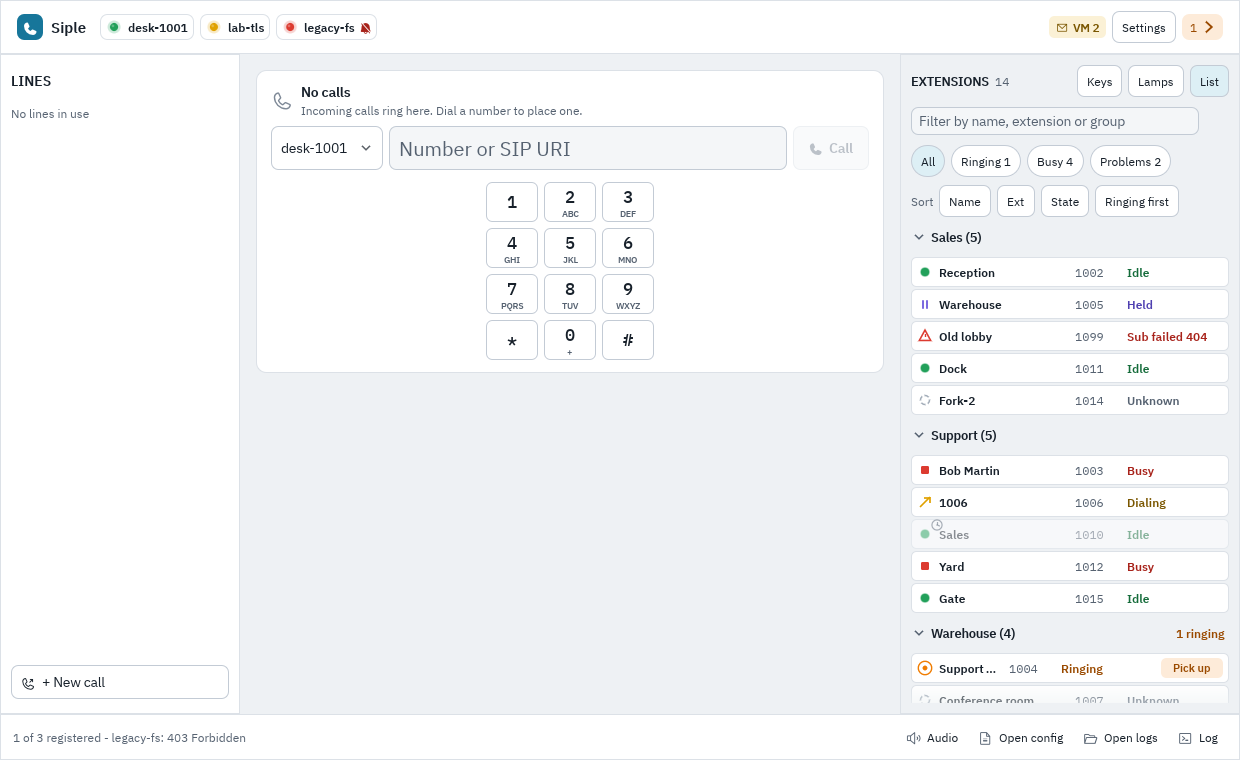 Siple desk-1001 lab-tls legacy-fs VM 2 Settings 1
LINES
No lines in use
+ New call
No calls
Incoming calls ring here. Dial a number to place one.
desk-1001 Number or SIP URI Call
1 2 ABC 3 DEF
4 GHI 5 JKL 6 MNO
7 PQRS 8 TUV 9 WXYZ
* 0 + #
EXTENSIONS 14 Keys Lamps List
Filter by name, extension or group
All Ringing 1 Busy 4 Problems 2
Sort Name Ext State Ringing first
Sales (5)
Reception 1002 Idle
Warehouse 1005 Held
Old lobby 1099 Sub failed 404
Dock 1011 Idle
Fork-2 1014 Unknown
Support (5)
Bob Martin 1003 Busy
1006 1006 Dialing
Sales 1010 Idle
Yard 1012 Busy
Gate 1015 Idle
Warehouse (4) 1 ringing
Support ... 1004 Ringing Pick up
Conference room 1007 Unknown
1 of 3 registered - legacy-fs: 403 Forbidden Audio Open config Open logs Log